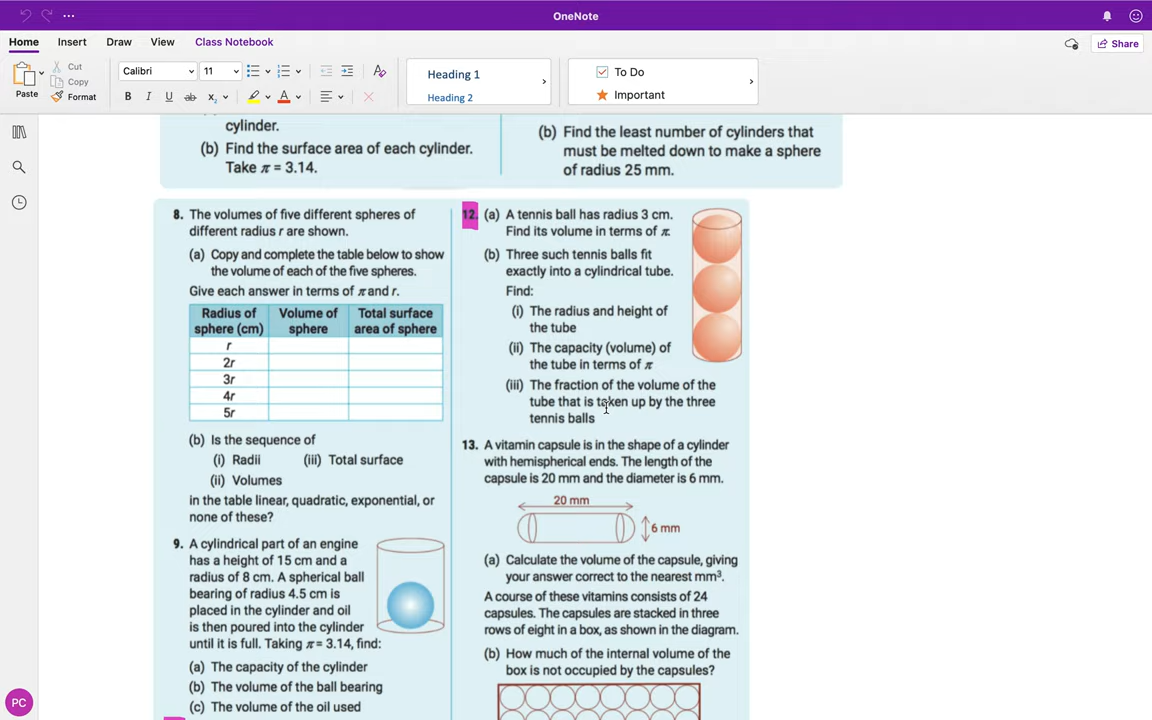 OneNote
Home Insert Draw View Class Notebook
Share
Paste
Cut
Copy
Format
Calibri 11
B I U ab x₂ A
Heading 1
Heading 2
To Do
Important
cylinder.
(b) Find the surface area of each cylinder.
Take π = 3.14.
(b) Find the least number of cylinders that
must be melted down to make a sphere
of radius 25 mm.
8. The volumes of five different spheres of
different radius r are shown.
(a) Copy and complete the table below to show
the volume of each of the five spheres.
Give each answer in terms of π and r.
Radius of sphere (cm) Volume of sphere Total surface area of sphere
r
2r
3r
4r
5r
(b) Is the sequence of
(i) Radii (iii) Total surface
(ii) Volumes
in the table linear, quadratic, exponential, or
none of these?
9. A cylindrical part of an engine
has a height of 15 cm and a
radius of 8 cm. A spherical ball
bearing of radius 4.5 cm is
placed in the cylinder and oil
is then poured into the cylinder
until it is full. Taking π = 3.14, find:
(a) The capacity of the cylinder
(b) The volume of the ball bearing
(c) The volume of the oil used
12. (a) A tennis ball has radius 3 cm.
Find its volume in terms of π.
(b) Three such tennis balls fit
exactly into a cylindrical tube.
Find:
(i) The radius and height of
the tube
(ii) The capacity (volume) of
the tube in terms of π
(iii) The fraction of the volume of the
tube that is taken up by the three
tennis balls
13. A vitamin capsule is in the shape of a cylinder
with hemispherical ends. The length of the
capsule is 20 mm and the diameter is 6 mm.
20 mm
6 mm
(a) Calculate the volume of the capsule, giving
your answer correct to the nearest mm³.
A course of these vitamins consists of 24
capsules. The capsules are stacked in three
rows of eight in a box, as shown in the diagram.
(b) How much of the internal volume of the
box is not occupied by the capsules?
PC